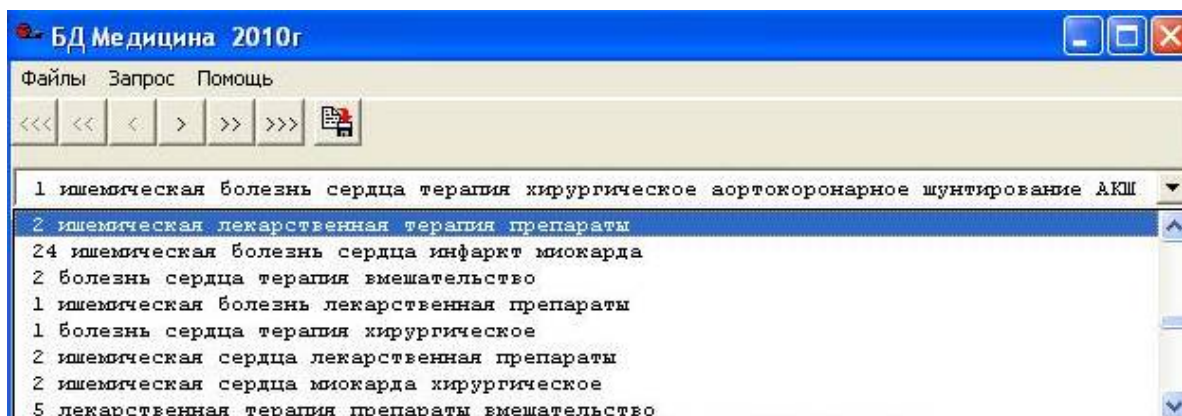 БД Медицина 2010г
Файлы Запрос Помощь
<<< << < > >> >>>
1 ишемическая болезнь сердца терапия хирургическое аортокоронарное шунтирование АКШ
2 ишемическая лекарственная терапия препараты
24 ишемическая болезнь сердца инфаркт миокарда
2 болезнь сердца терапия вмешательство
1 ишемическая болезнь лекарственная препараты
1 болезнь сердца терапия хирургическое
2 ишемическая сердца лекарственная препараты
2 ишемическая сердца миокарда хирургическое
5 лекарственная терапия препараты вмешательство